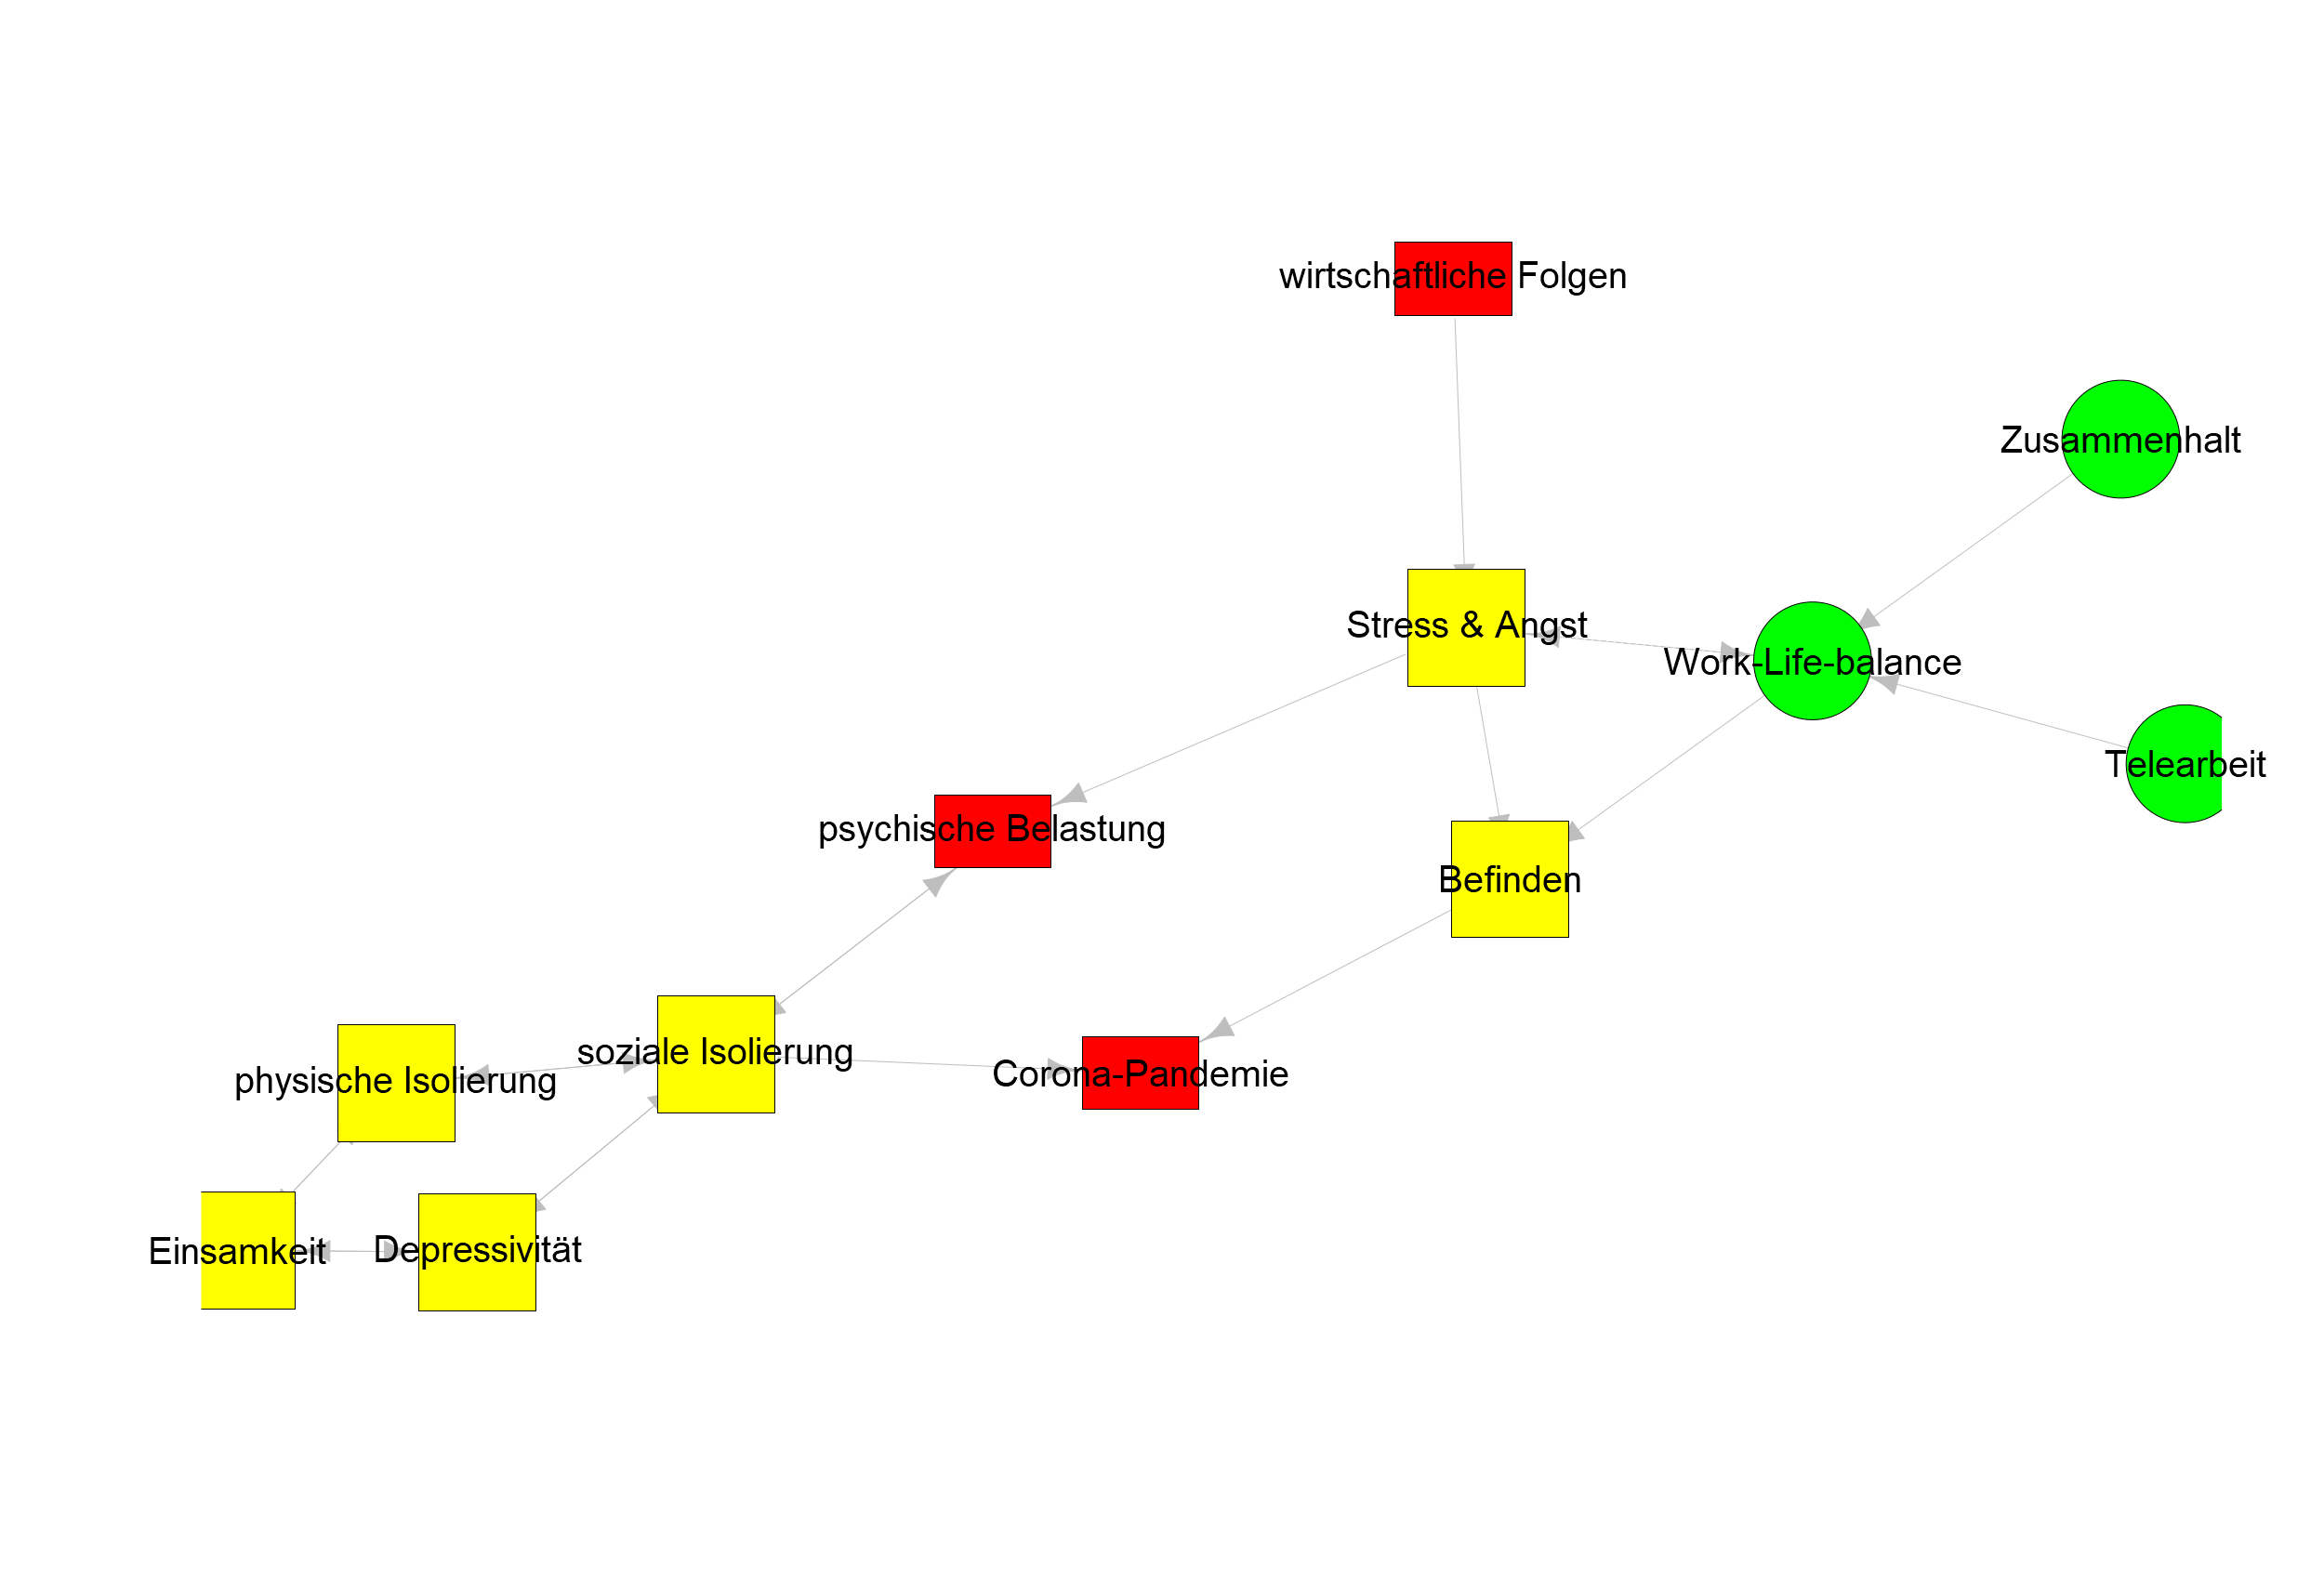 wirtschaftliche Folgen
Zusammenhalt
Stress & Angst
Work-Life-balance
Telearbeit
psychische Belastung
Befinden
soziale Isolierung
Corona-Pandemie
physische Isolierung
Einsamkeit
Depressivität